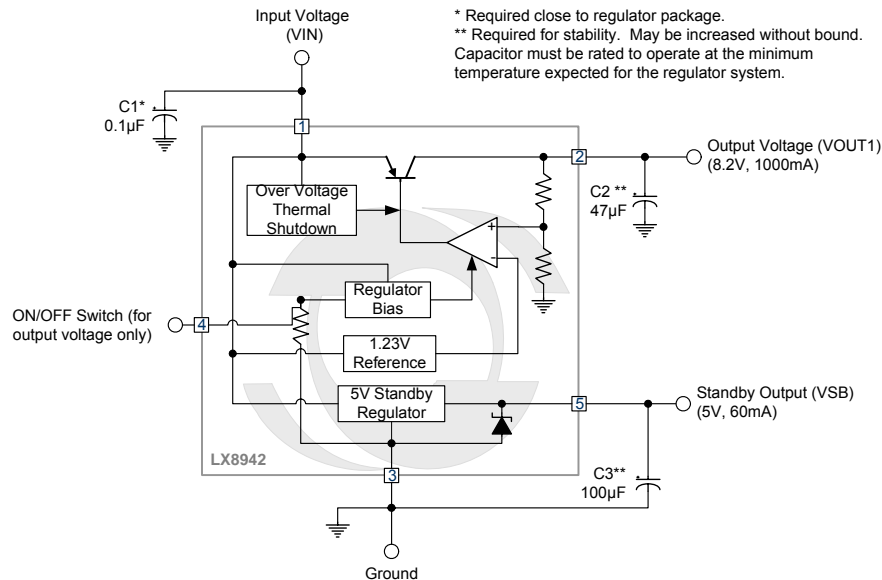 Input Voltage
(VIN)
* Required close to regulator package.
** Required for stability.  May be increased without bound.
Capacitor must be rated to operate at the minimum
temperature expected for the regulator system.
C1*
0.1µF
1
2
Output Voltage (VOUT1)
(8.2V, 1000mA)
Over Voltage
Thermal
Shutdown
C2 **
47µF
+
-
Regulator
Bias
ON/OFF Switch (for
output voltage only)
4
1.23V
Reference
5V Standby
Regulator
5
Standby Output (VSB)
(5V, 60mA)
LX8942
3
C3**
100µF
Ground